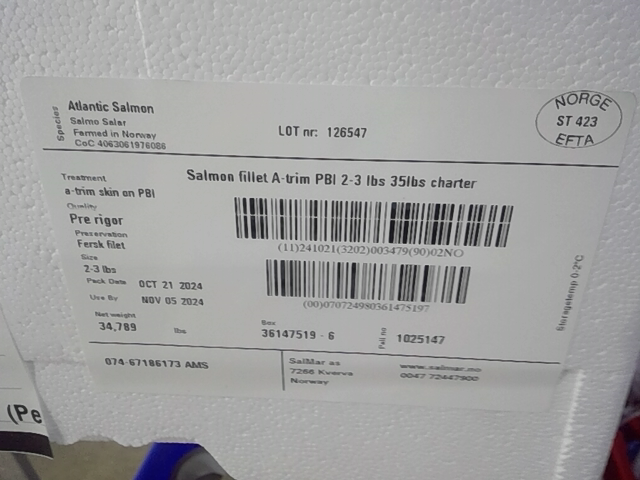 Species
Atlantic Salmon
Salmo Salar
Farmed in Norway
CoC 4063061976086
LOT nr: 126547
NORGE
ST 423
EFTA
Treatment
a-trim skin on PBI
Salmon fillet A-trim PBI 2-3 lbs 35lbs charter
Quality
Pre rigor
Preservation
Fersk filet
(11)241021(3202)003479(90)02NO
Size
2-3 lbs
Pack Date OCT 21 2024
Use By NOV 05 2024
(00)070724980361475197
Storagetemp 0-2°C
Net weight
34,789 lbs
Box
36147519 - 6
Pall no 1025147
074-67186173 AMS
SalMar as
7266 Kverva
Norway
www.salmar.no
0047 72447900
(Pe